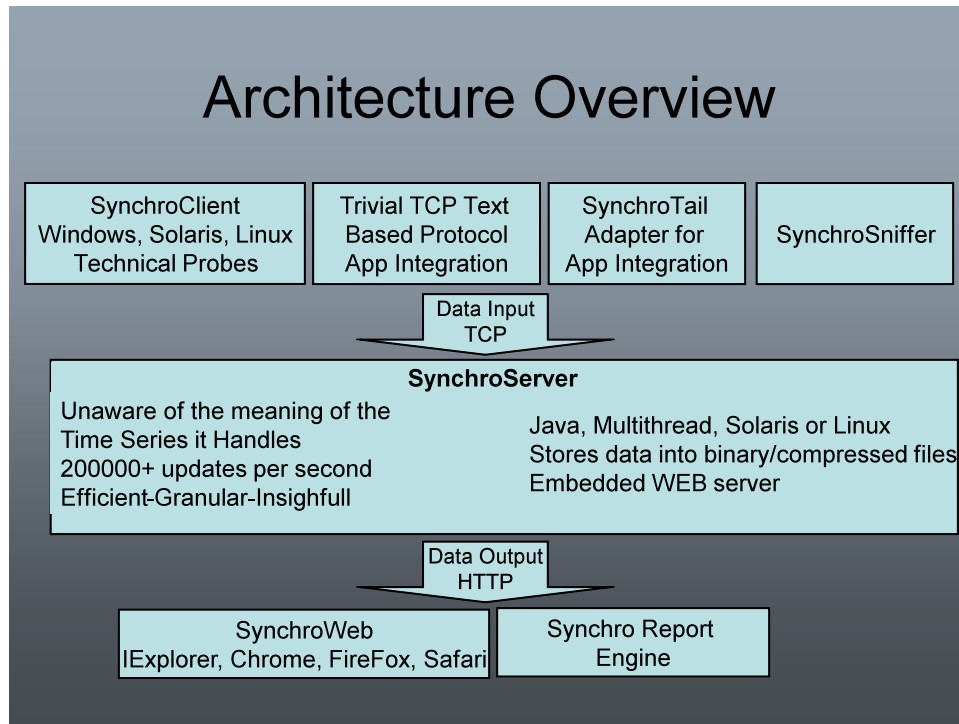 Architecture Overview
SynchroClient
Windows, Solaris, Linux
Technical Probes
Trivial TCP Text
Based Protocol
App Integration
SynchroTail
Adapter for
App Integration
SynchroSniffer
Data Input
TCP
SynchroServer
Unaware of the meaning of the
Time Series it Handles
200000+ updates per second
Efficient-Granular-Insighfull
Java, Multithread, Solaris or Linux
Stores data into binary/compressed files
Embedded WEB server
Data Output
HTTP
SynchroWeb
IExplorer, Chrome, FireFox, Safari
Synchro Report
Engine